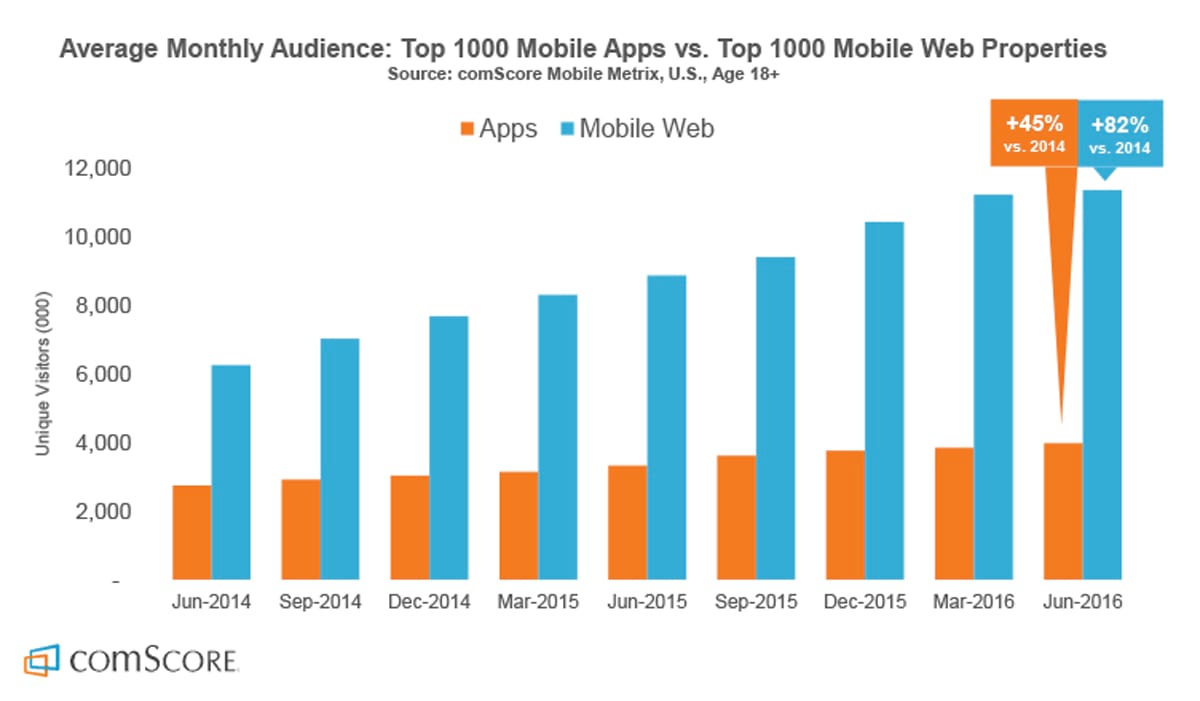 Average Monthly Audience: Top 1000 Mobile Apps vs. Top 1000 Mobile Web Properties
Source: comScore Mobile Metrix, U.S., Age 18+
Apps Mobile Web
+45%
vs. 2014
+82%
vs. 2014
Unique Visitors (000)
12,000
10,000
8,000
6,000
4,000
2,000
-
Jun-2014 Sep-2014 Dec-2014 Mar-2015 Jun-2015 Sep-2015 Dec-2015 Mar-2016 Jun-2016
comScore